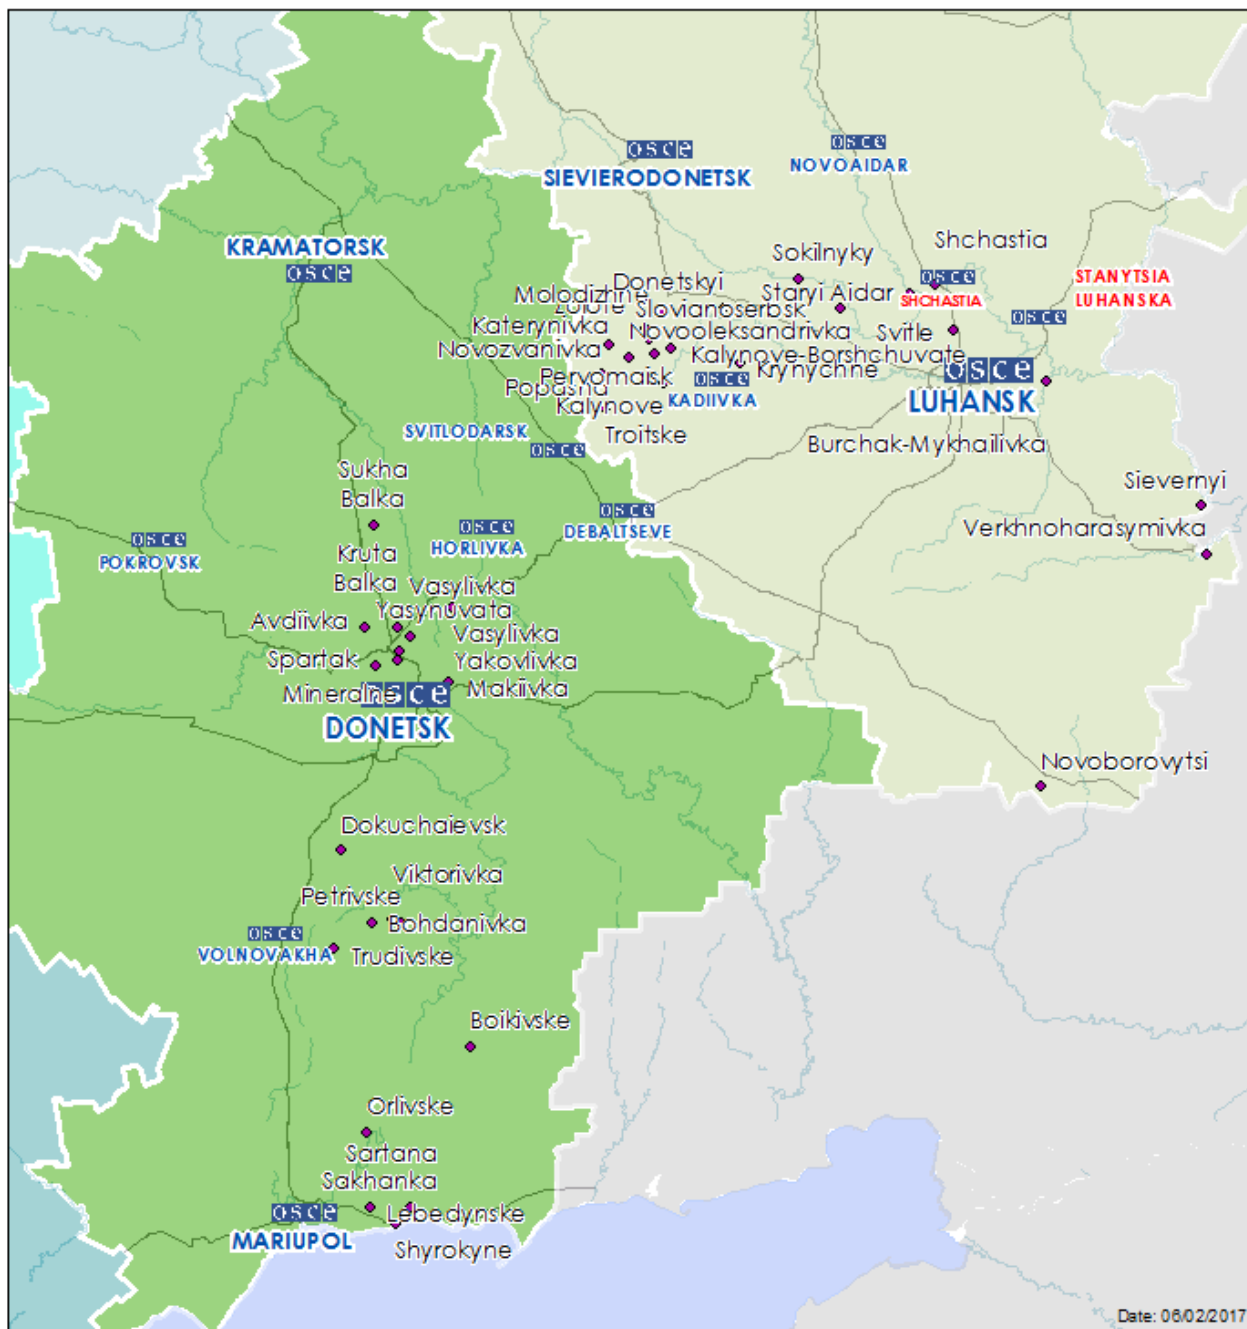 osce
SIEVIERODONETSK
osce
NOVOAIDAR
KRAMATORSK
osce
Shchastia
Sokilnyky
osce
SHCHASTIA
STANYTSIA
LUHANSKA
osce
Donetskyi
Staryi Aidar
Molodizhne
Zolote
Slovianoserbsk
Katerynivka
Novooleksandrivka
Svitle
Novozvanivka
Kalynove-Borshchuvate
Pervomaisk
Krynychne
osce
LUHANSK
Popasna
osce
KADIIVKA
Kalynove
Troitske
SVITLODARSK
osce
Burchak-Mykhailivka
Sukha
Balka
Sievernyi
osce
DEBALTSEVE
osce
HORLIVKA
Verkhnoharasymivka
osce
POKROVSK
Kruta
Balka
Vasylivka
Yasynuvata
Avdiivka
Vasylivka
Spartak
Yakovlivka
Mineralne
Makiivka
osce
DONETSK
Novoborovytsi
Dokuchaievsk
Viktorivka
Petrivske
Bohdanivka
osce
VOLNOVAKHA
Trudivske
Boikivske
Orlivske
Sartana
Sakhanka
osce
MARIUPOL
Lebedynske
Shyrokyne
Date: 06/02/2017